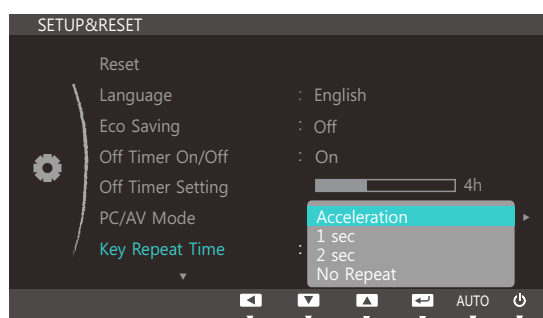 SETUP&RESET
Reset
Language : English
Eco Saving : Off
Off Timer On/Off : On
Off Timer Setting 4h
PC/AV Mode
Key Repeat Time :
Acceleration
1 sec
2 sec
No Repeat
AUTO